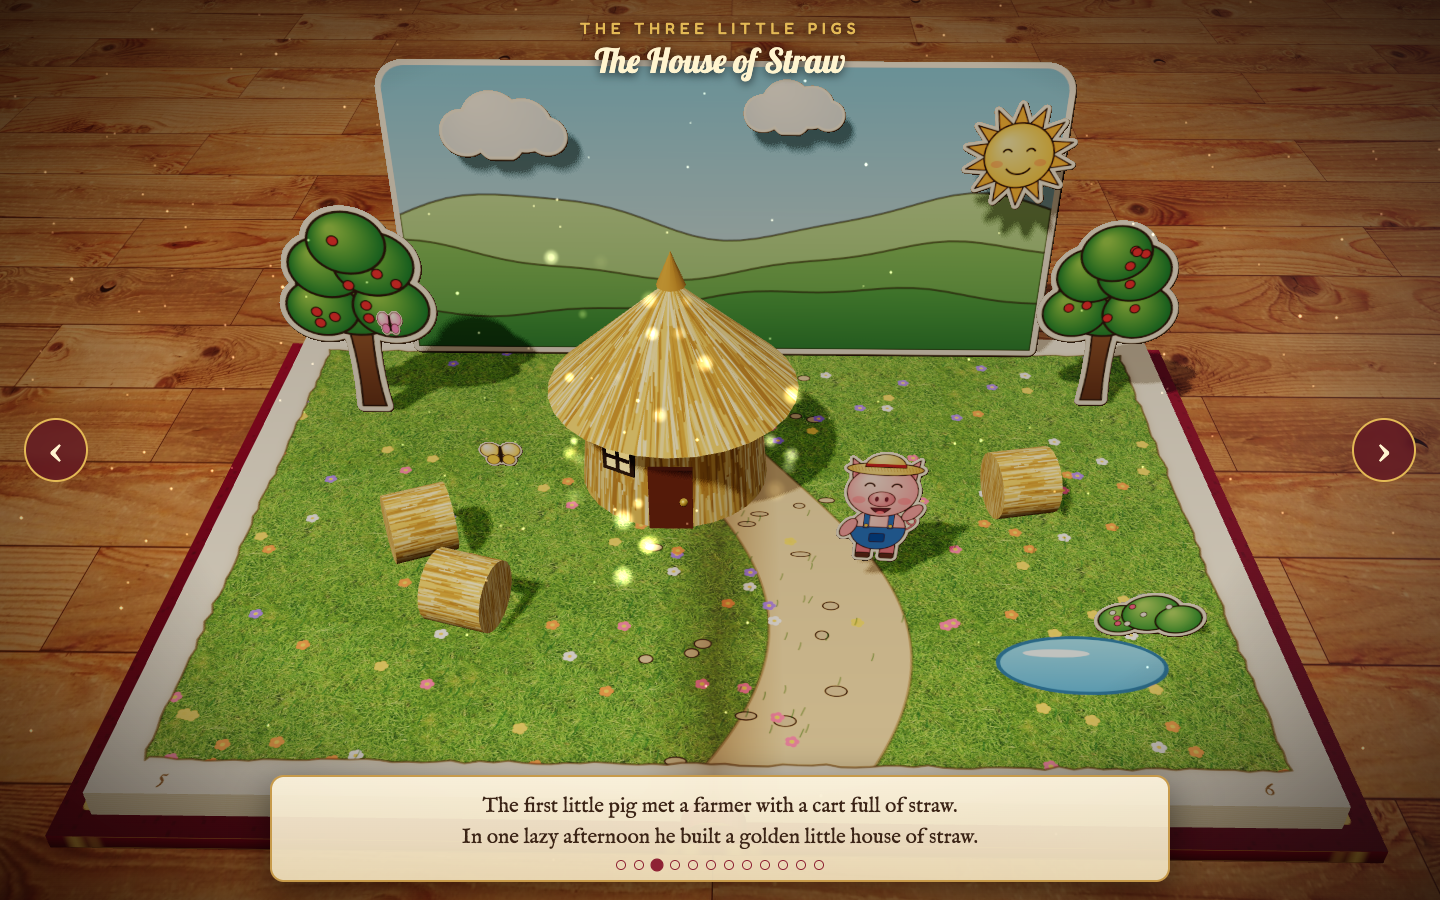 THE THREE LITTLE PIGS
The House of Straw
5
6
The first little pig met a farmer with a cart full of straw.
In one lazy afternoon he built a golden little house of straw.